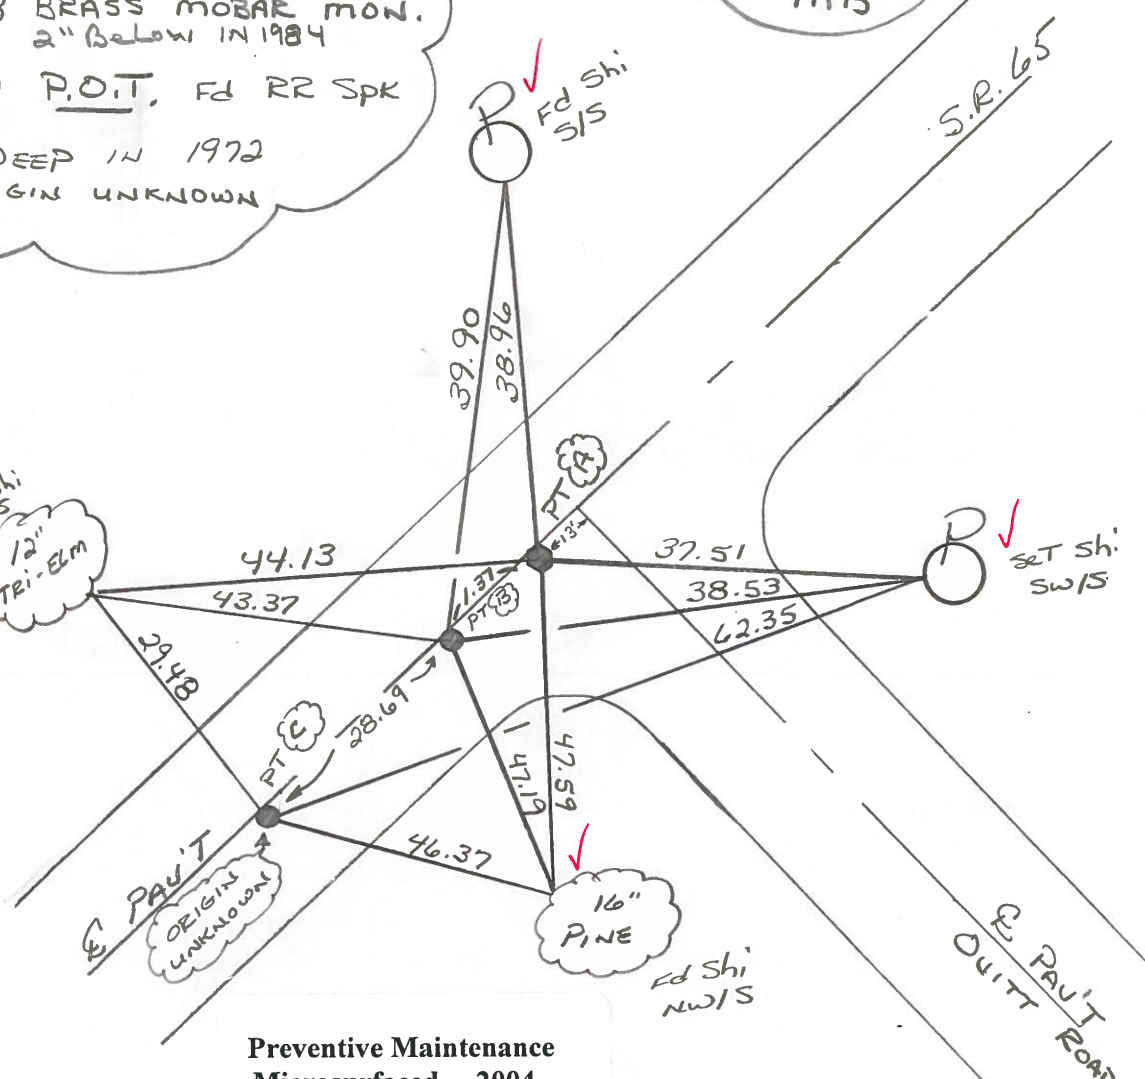 BRASS MOBAR MON.
2" Below IN 1984
P.O.T. Fd RR Spk
DEEP IN 1972
GIN UNKNOWN
P
Fd Shi
S/S
S.R. 65
39.90
38.96
PT A
13'
12"
TRI-ELM
44.13
43.37
29.48
1.37
PT B
37.51
38.53
62.35
P
SeT Shi
SW/S
28.69
PT C
47.19
47.59
46.37
℄ PAV'T
ORIGIN
UNKNOWN
16"
PINE
Fd Shi
NW/S
℄ PAV'T
OUITT ROAD
Preventive Maintenance
Microsurfaced 2004